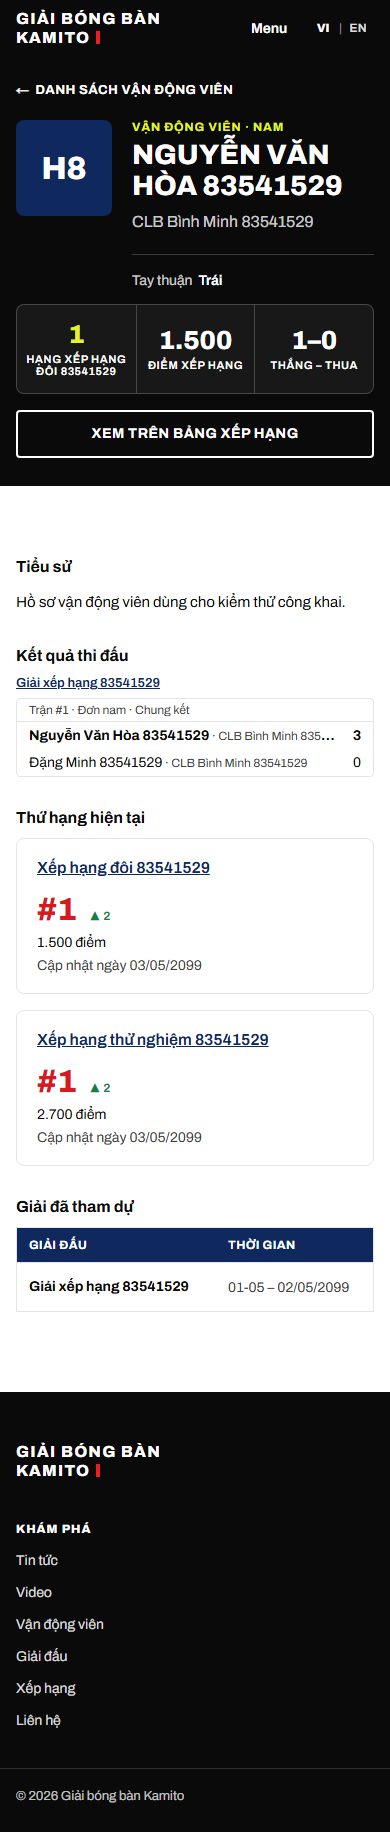 GIẢI BÓNG BÀN
KAMITO
Menu
VI | EN
← DANH SÁCH VẬN ĐỘNG VIÊN
H8
VẬN ĐỘNG VIÊN · NAM
NGUYỄN VĂN
HÒA 83541529
CLB Bình Minh 83541529
Tay thuận Trái
1
HẠNG XẾP HẠNG
ĐÔI 83541529
1.500
ĐIỂM XẾP HẠNG
1–0
THẮNG – THUA
XEM TRÊN BẢNG XẾP HẠNG
Tiểu sử
Hồ sơ vận động viên dùng cho kiểm thử công khai.
Kết quả thi đấu
Giải xếp hạng 83541529
Trận #1 · Đơn nam · Chung kết
Nguyễn Văn Hòa 83541529 · CLB Bình Minh 835... 3
Đặng Minh 83541529 · CLB Bình Minh 83541529 0
Thứ hạng hiện tại
Xếp hạng đôi 83541529
#1 ▲ 2
1.500 điểm
Cập nhật ngày 03/05/2099
Xếp hạng thử nghiệm 83541529
#1 ▲ 2
2.700 điểm
Cập nhật ngày 03/05/2099
Giải đã tham dự
GIẢI ĐẤU THỜI GIAN
Giải xếp hạng 83541529 01-05 – 02/05/2099
GIẢI BÓNG BÀN
KAMITO
KHÁM PHÁ
Tin tức
Video
Vận động viên
Giải đấu
Xếp hạng
Liên hệ
© 2026 Giải bóng bàn Kamito